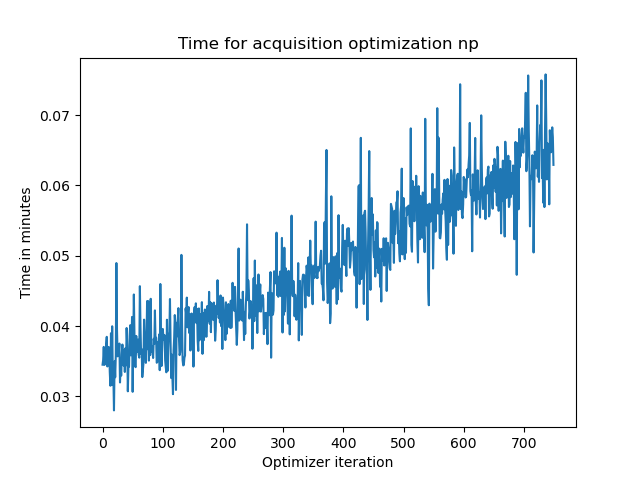 Time for acquisition optimization np
Time in minutes
0.07
0.06
0.05
0.04
0.03
0 100 200 300 400 500 600 700
Optimizer iteration